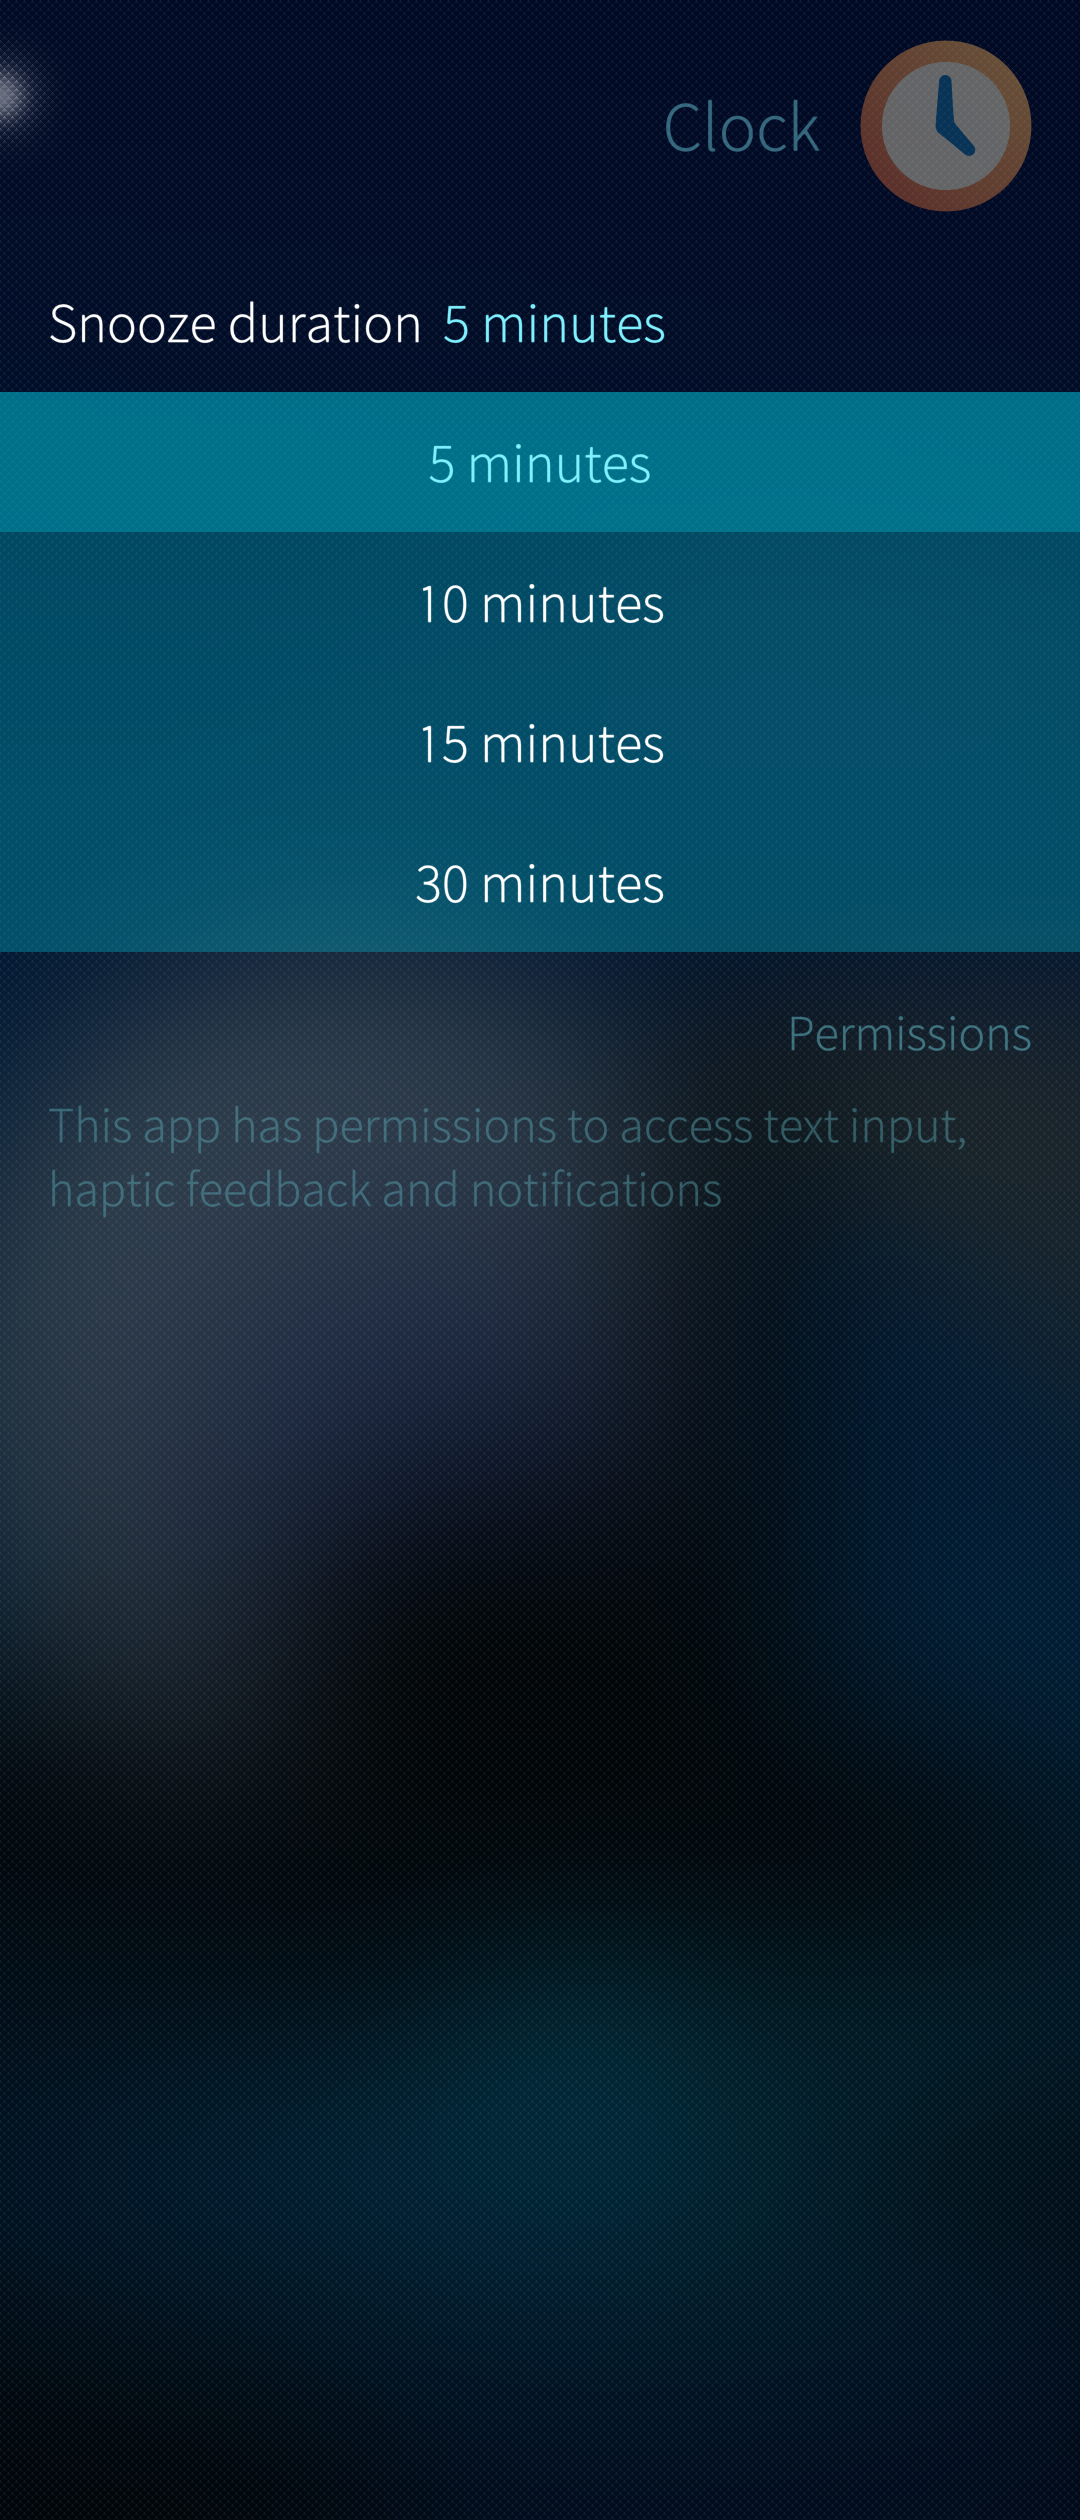 Clock
Snooze duration 5 minutes
5 minutes
10 minutes
15 minutes
30 minutes
Permissions
This app has permissions to access text input,
haptic feedback and notifications